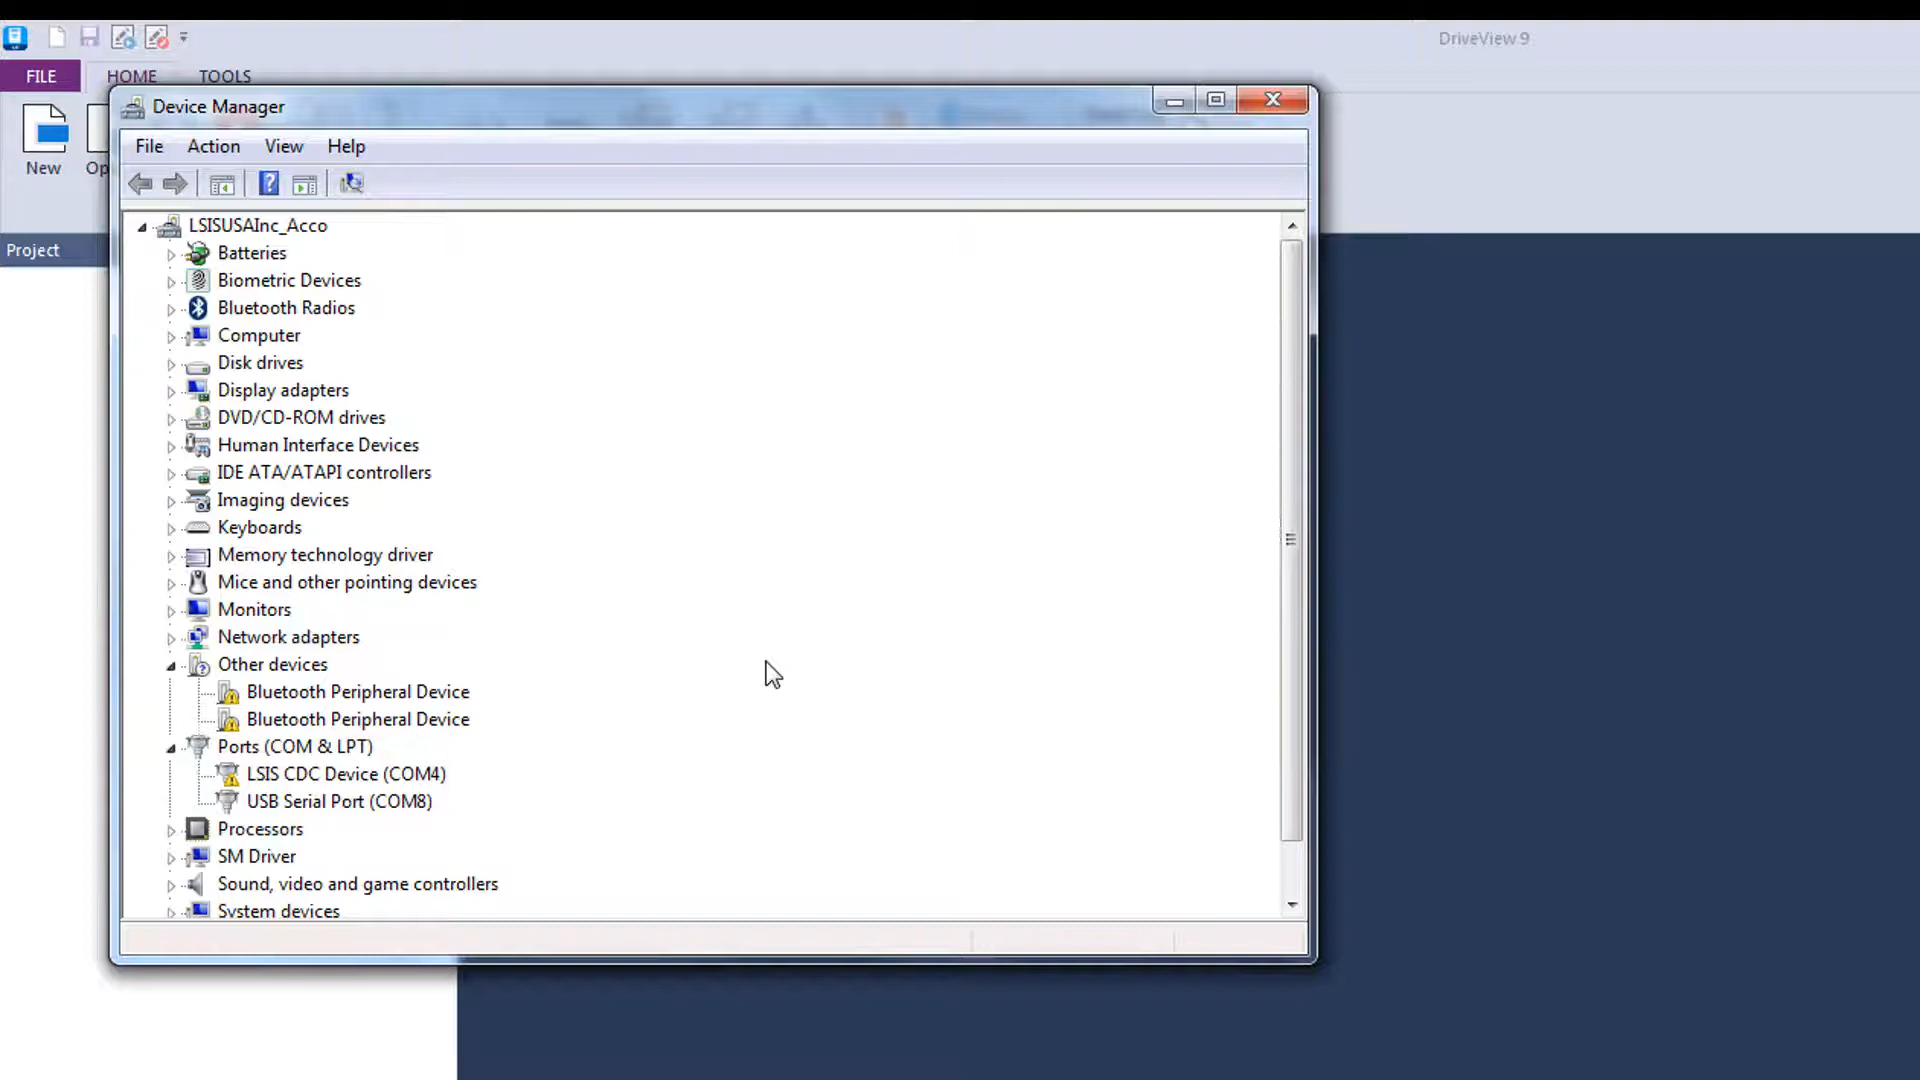 DriveView 9
FILE
HOME
TOOLS
Device Manager
File
Action
View
Help
New
Op
Project
LSISUSAInc_Acco
Batteries
Biometric Devices
Bluetooth Radios
Computer
Disk drives
Display adapters
DVD/CD-ROM drives
Human Interface Devices
IDE ATA/ATAPI controllers
Imaging devices
Keyboards
Memory technology driver
Mice and other pointing devices
Monitors
Network adapters
Other devices
Bluetooth Peripheral Device
Bluetooth Peripheral Device
Ports (COM & LPT)
LSIS CDC Device (COM4)
USB Serial Port (COM8)
Processors
SM Driver
Sound, video and game controllers
System devices